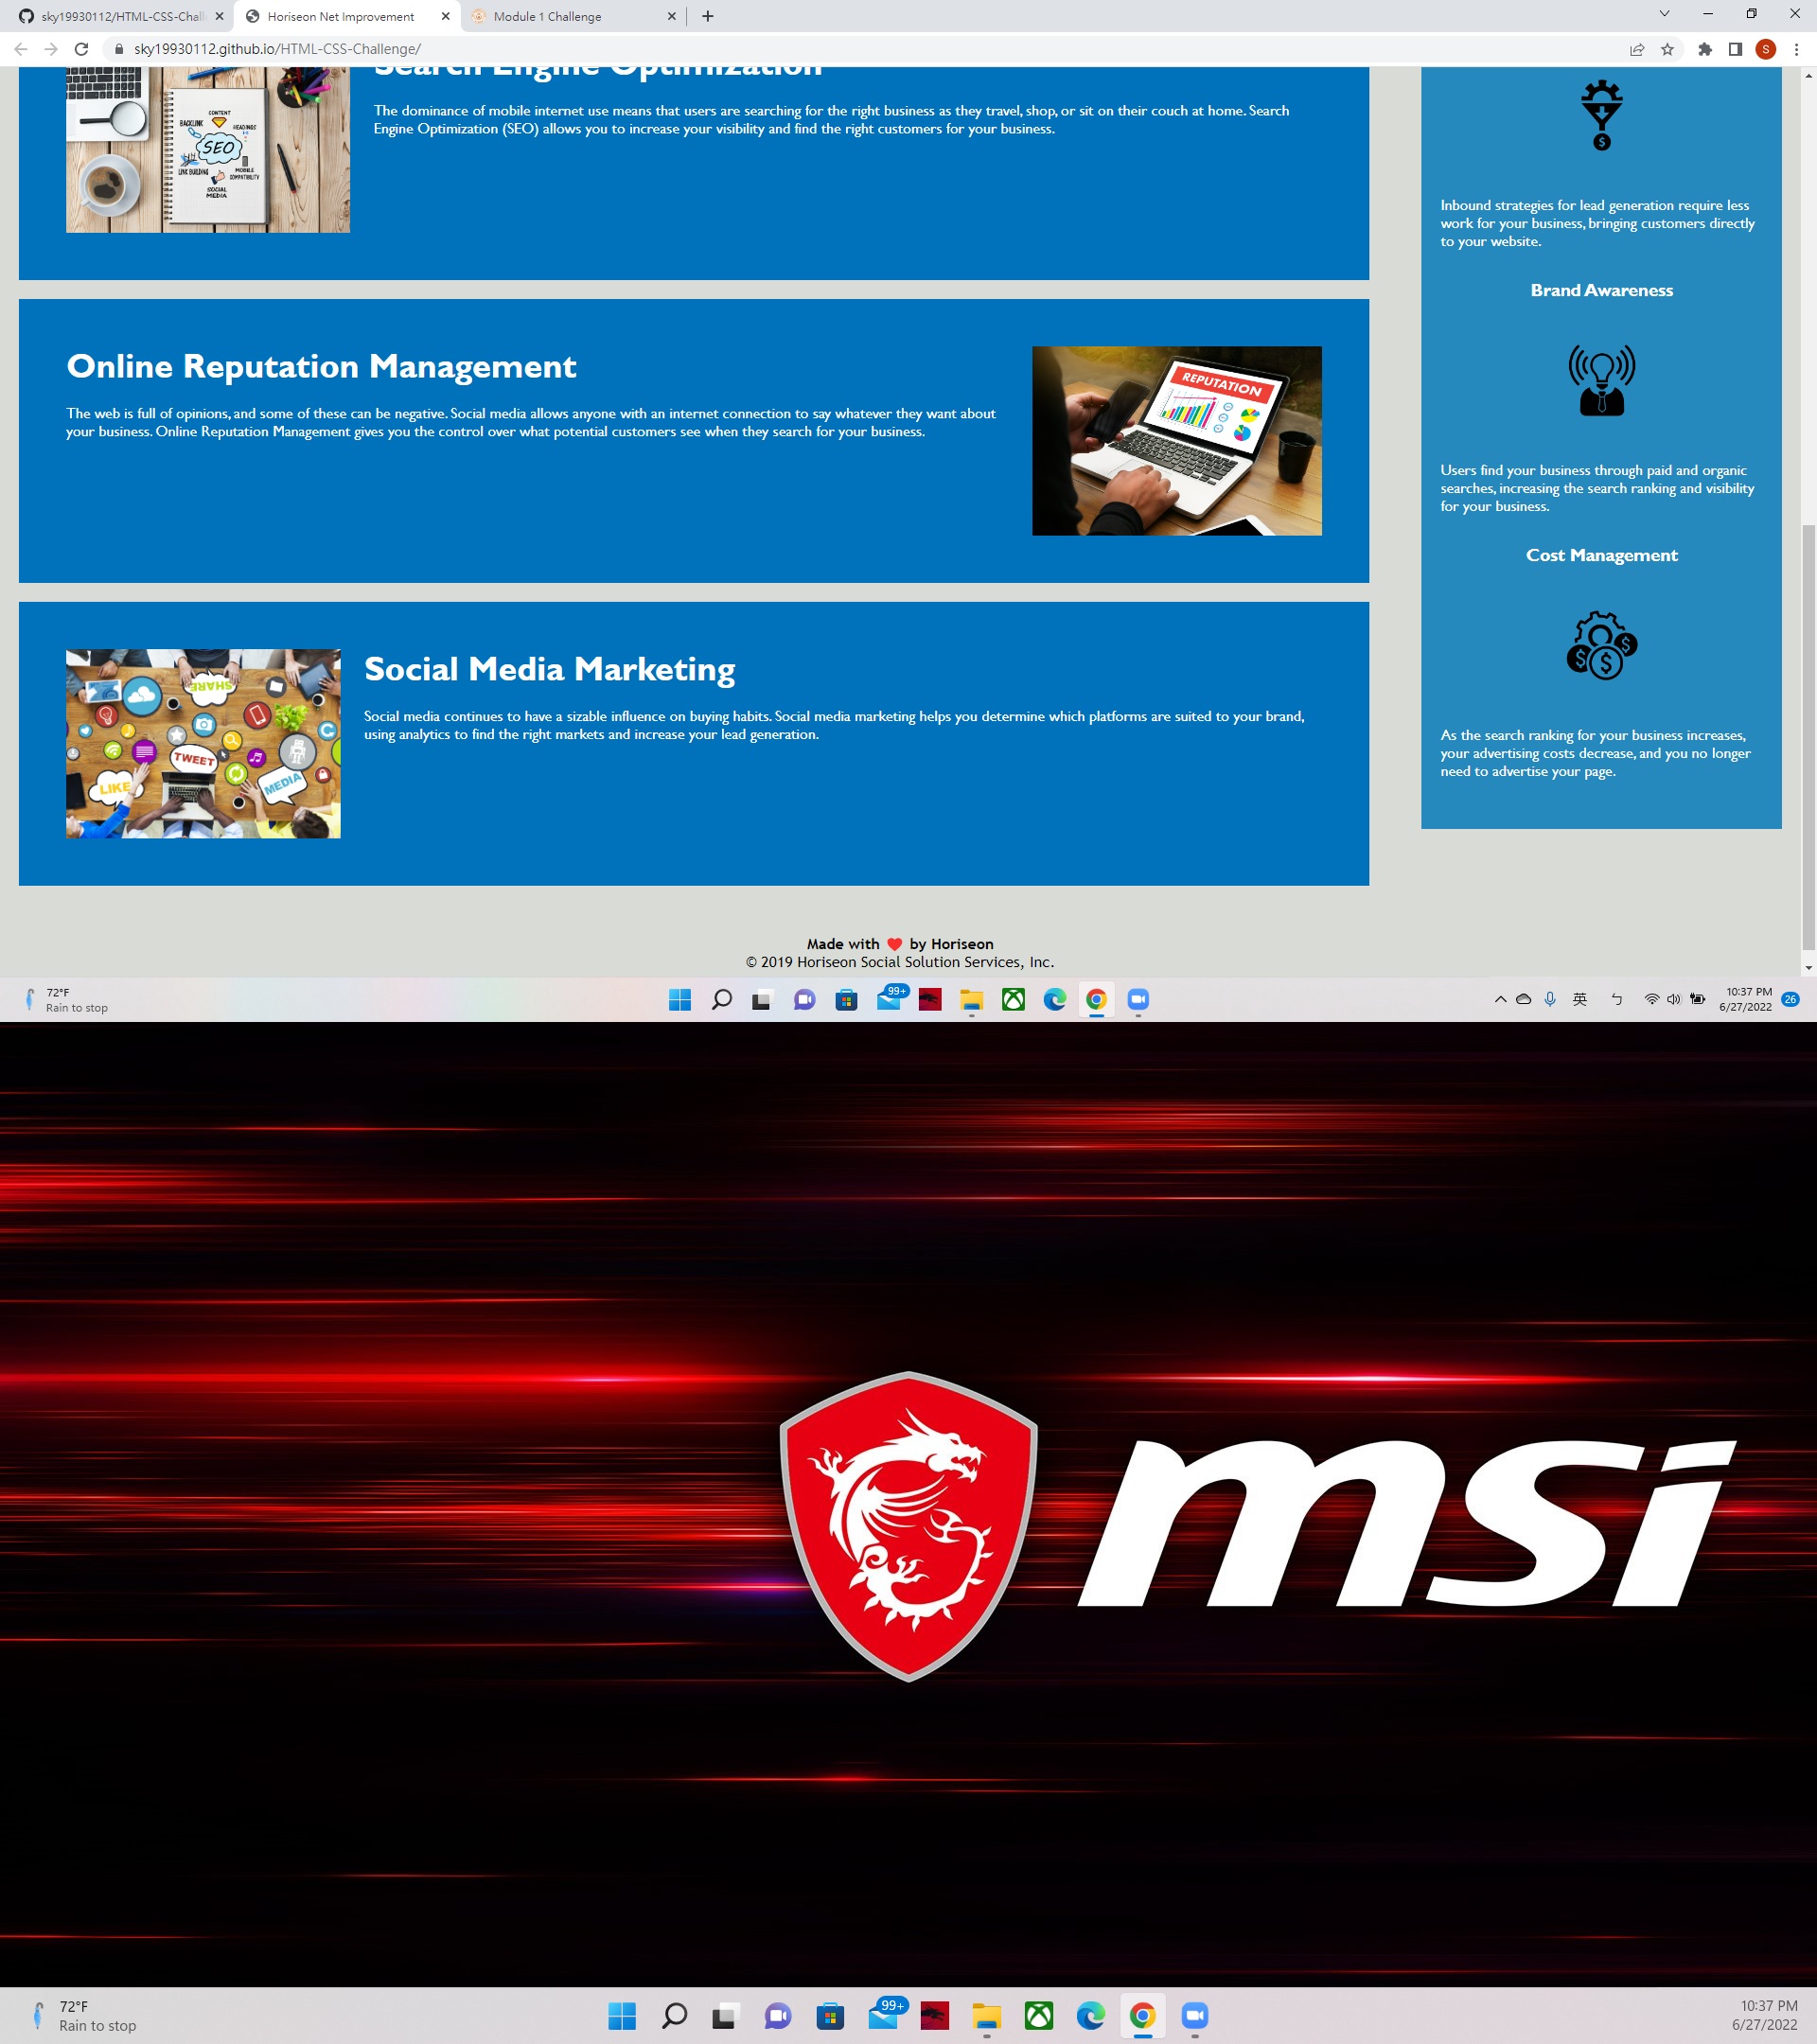 sky19930112/HTML-CSS-Chall
Horiseon Net Improvement
Module 1 Challenge
sky19930112.github.io/HTML-CSS-Challenge/
S
Search Engine Optimization
The dominance of mobile internet use means that users are searching for the right business as they travel, shop, or sit on their couch at home. Search
Engine Optimization (SEO) allows you to increase your visibility and find the right customers for your business.
CONTENT
BACKLINK
HEADINGS
SEO
LINK BUILDING
MOBILE
COMPATIBILITY
SOCIAL
MEDIA
Online Reputation Management
The web is full of opinions, and some of these can be negative. Social media allows anyone with an internet connection to say whatever they want about
your business. Online Reputation Management gives you the control over what potential customers see when they search for your business.
REPUTATION
Social Media Marketing
Social media continues to have a sizable influence on buying habits. Social media marketing helps you determine which platforms are suited to your brand,
using analytics to find the right markets and increase your lead generation.
SHARE
TWEET
LIKE
MEDIA
$
Inbound strategies for lead generation require less
work for your business, bringing customers directly
to your website.
Brand Awareness
Users find your business through paid and organic
searches, increasing the search ranking and visibility
for your business.
Cost Management
$
$
$
As the search ranking for your business increases,
your advertising costs decrease, and you no longer
need to advertise your page.
Made with ❤️ by Horiseon
© 2019 Horiseon Social Solution Services, Inc.
72°F
Rain to stop
99+
英
ㄅ
10:37 PM
6/27/2022
26
msi
72°F
Rain to stop
99+
10:37 PM
6/27/2022